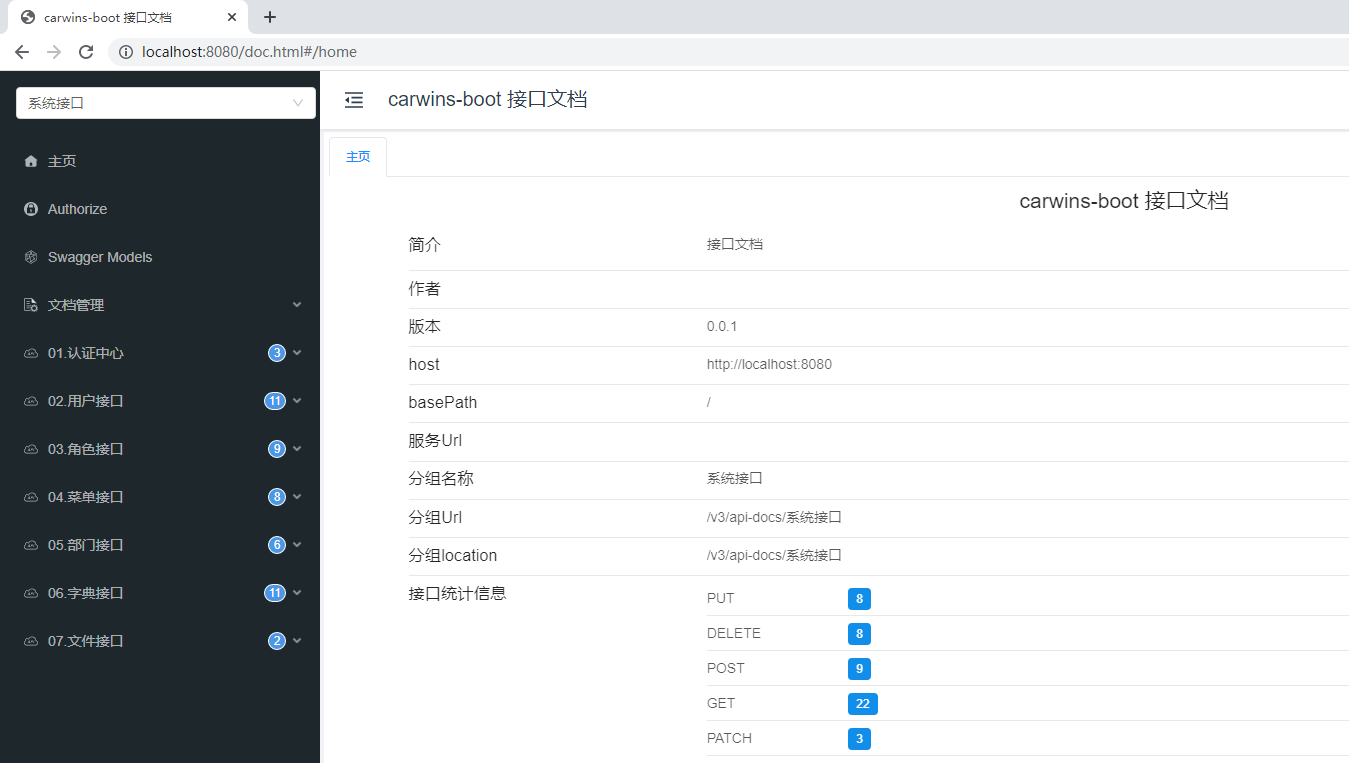 carwins-boot 接口文档
localhost:8080/doc.html#/home
系统接口
主页
Authorize
Swagger Models
文档管理
01.认证中心 3
02.用户接口 11
03.角色接口 9
04.菜单接口 8
05.部门接口 6
06.字典接口 11
07.文件接口 2
carwins-boot 接口文档
主页
carwins-boot 接口文档
简介 接口文档
作者
版本 0.0.1
host http://localhost:8080
basePath /
服务Url
分组名称 系统接口
分组Url /v3/api-docs/系统接口
分组location /v3/api-docs/系统接口
接口统计信息
PUT 8
DELETE 8
POST 9
GET 22
PATCH 3